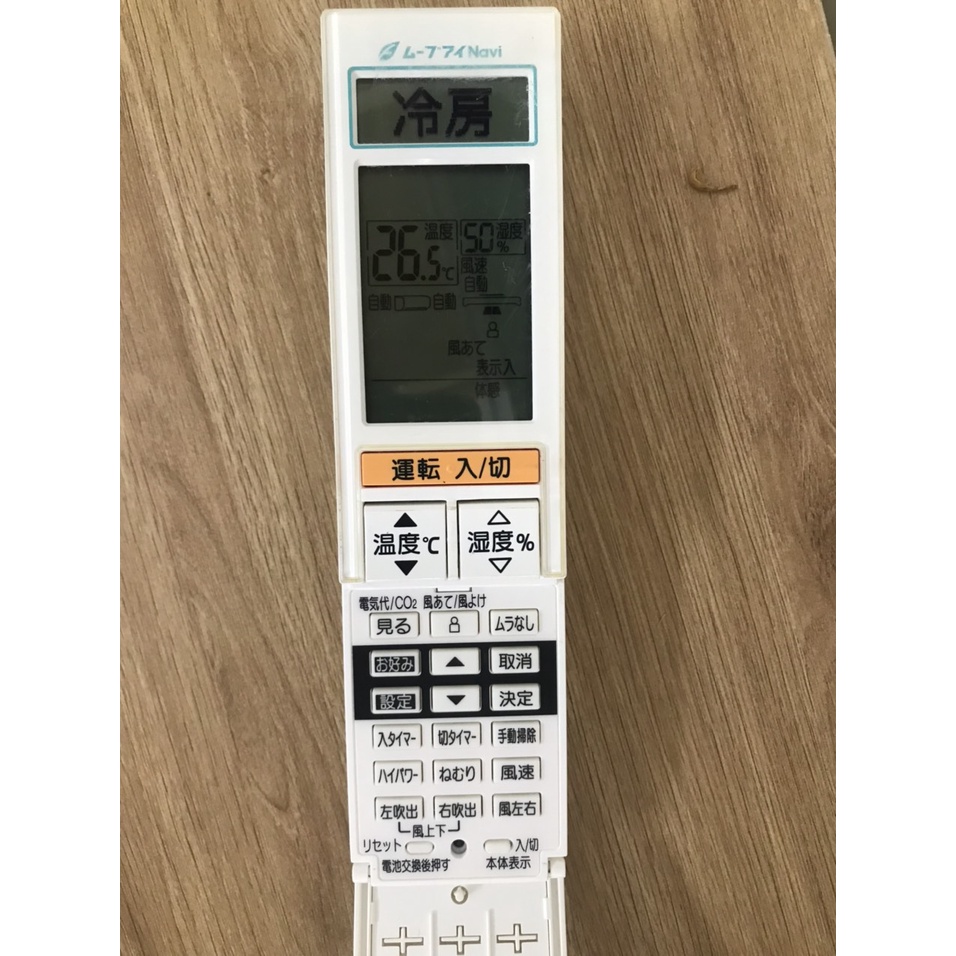 ムーブアイNavi
冷房
26.5℃ 温度 50% 湿度
風速
自動
自動 自動
風あて
表示入
体感
運転 入/切
▲ △
温度℃ 湿度%
▼ ▽
電気代/CO2 風あて/風よけ
見る ムラなし
お好み ▲ 取消
設定 ▼ 決定
入タイマー 切タイマー 手動掃除
ハイパワー ねむり 風速
左吹出 右吹出 風左右
風上下
リセット 入/切
電池交換後押す 本体表示